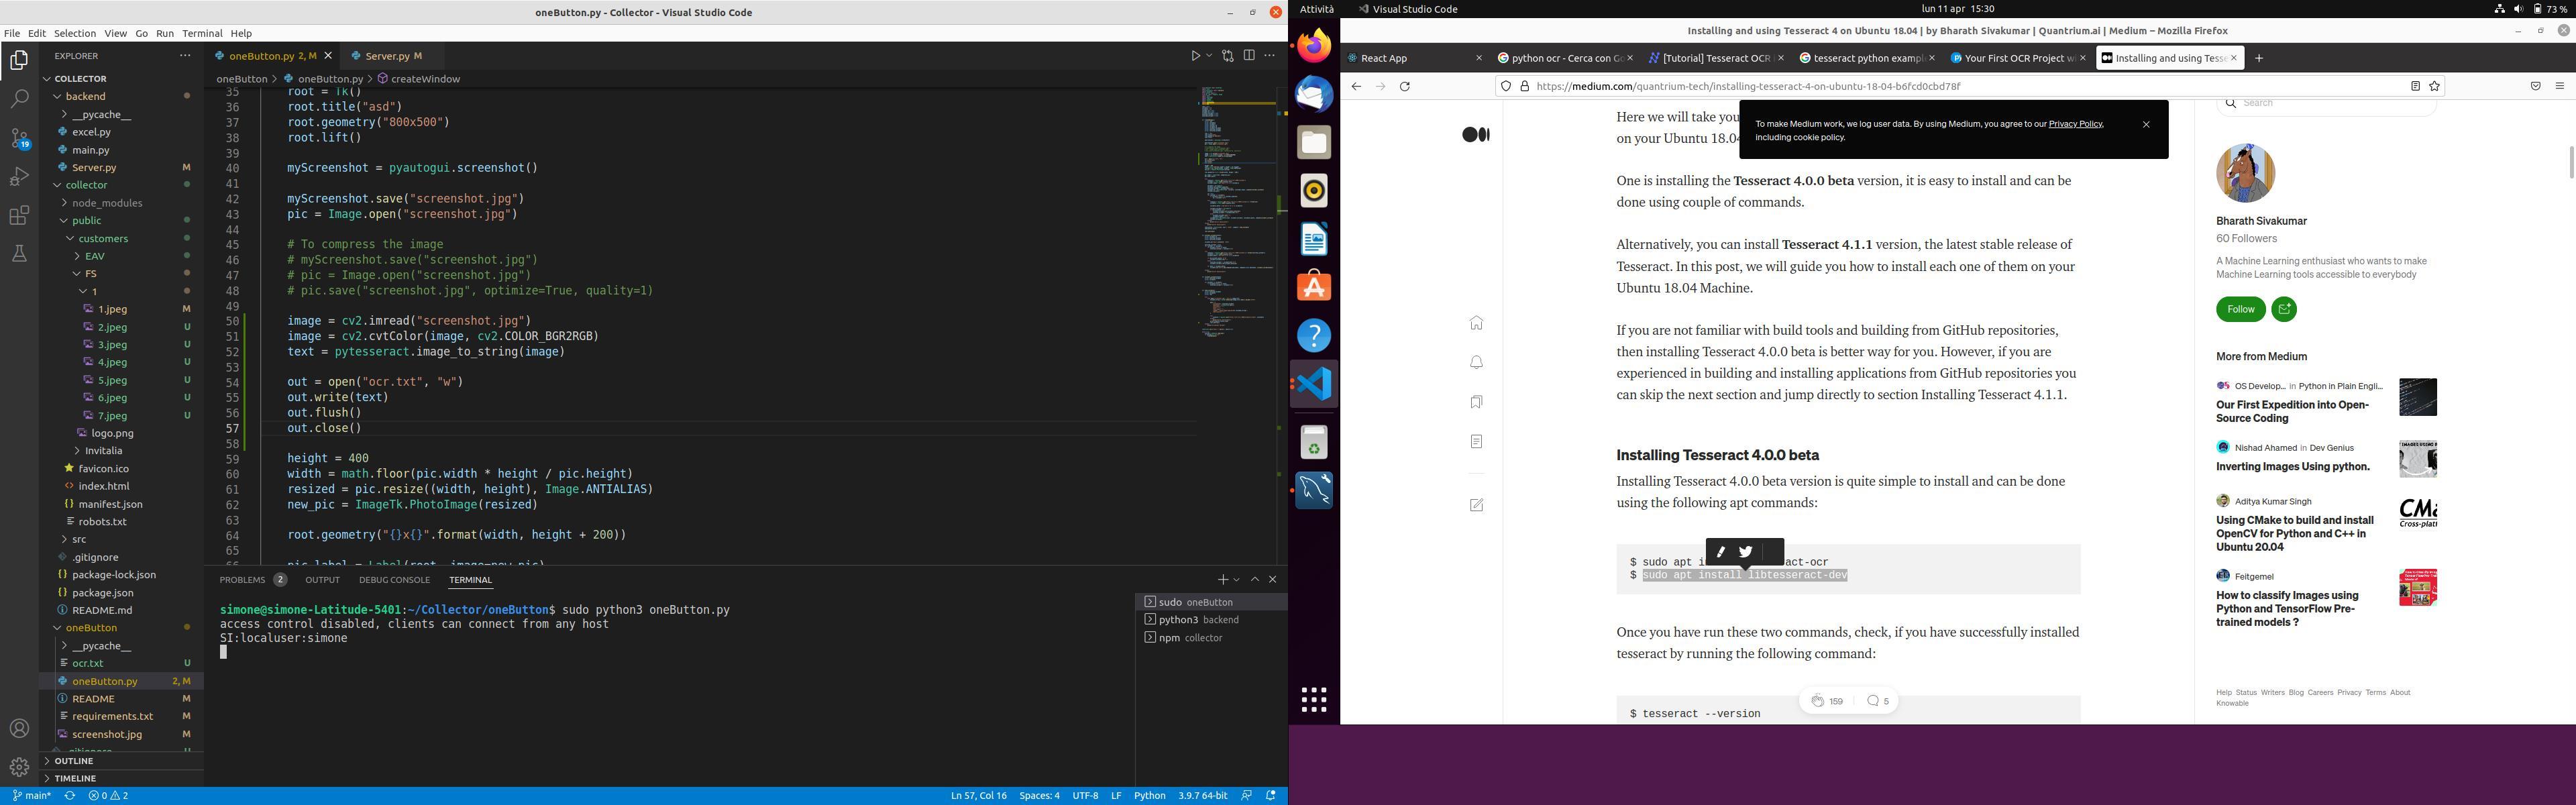 oneButton.py - Collector - Visual Studio Code
File Edit Selection View Go Run Terminal Help
EXPLORER
COLLECTOR
backend
__pycache__
excel.py
main.py
Server.py M
collector
node_modules
public
customers
EAV
FS
1
1.jpeg M
2.jpeg U
3.jpeg U
4.jpeg U
5.jpeg U
6.jpeg U
7.jpeg U
logo.png
Invitalia
favicon.ico
index.html
manifest.json
robots.txt
src
.gitignore
package-lock.json
package.json
README.md
oneButton
__pycache__
ocr.txt U
oneButton.py 2, M
README M
requirements.txt M
screenshot.jpg M
.gitignore U
OUTLINE
TIMELINE
19
oneButton.py 2, M
Server.py M
oneButton > oneButton.py > createWindow
35 root = Tk()
36 root.title("asd")
37 root.geometry("800x500")
38 root.lift()
39
40 myScreenshot = pyautogui.screenshot()
41
42 myScreenshot.save("screenshot.jpg")
43 pic = Image.open("screenshot.jpg")
44
45 # To compress the image
46 # myScreenshot.save("screenshot.jpg")
47 # pic = Image.open("screenshot.jpg")
48 # pic.save("screenshot.jpg", optimize=True, quality=1)
49
50 image = cv2.imread("screenshot.jpg")
51 image = cv2.cvtColor(image, cv2.COLOR_BGR2RGB)
52 text = pytesseract.image_to_string(image)
53
54 out = open("ocr.txt", "w")
55 out.write(text)
56 out.flush()
57 out.close()
58
59 height = 400
60 width = math.floor(pic.width * height / pic.height)
61 resized = pic.resize((width, height), Image.ANTIALIAS)
62 new_pic = ImageTk.PhotoImage(resized)
63
64 root.geometry("{}x{}".format(width, height + 200))
65
pic_label = Label(root, image=new_pic)
PROBLEMS 2 OUTPUT DEBUG CONSOLE TERMINAL
simone@simone-Latitude-5401:~/Collector/oneButton$ sudo python3 oneButton.py
access control disabled, clients can connect from any host
SI:localuser:simone
sudo oneButton
python3 backend
npm collector
main* 0 2
Ln 57, Col 16 Spaces: 4 UTF-8 LF Python 3.9.7 64-bit
Attività Visual Studio Code lun 11 apr 15:30 73 %
Installing and using Tesseract 4 on Ubuntu 18.04 | by Bharath Sivakumar | Quantrium.ai | Medium — Mozilla Firefox
React App
python ocr - Cerca con Go
[Tutorial] Tesseract OCR
tesseract python exampl
Your First OCR Project wi
Installing and using Tesse
https://medium.com/quantrium-tech/installing-tesseract-4-on-ubuntu-18-04-b6fcd0cbd78f
To make Medium work, we log user data. By using Medium, you agree to our Privacy Policy,
including cookie policy.
Here we will take you
on your Ubuntu 18.04
One is installing the Tesseract 4.0.0 beta version, it is easy to install and can be
done using couple of commands.
Alternatively, you can install Tesseract 4.1.1 version, the latest stable release of
Tesseract. In this post, we will guide you how to install each one of them on your
Ubuntu 18.04 Machine.
If you are not familiar with build tools and building from GitHub repositories,
then installing Tesseract 4.0.0 beta is better way for you. However, if you are
experienced in building and installing applications from GitHub repositories you
can skip the next section and jump directly to section Installing Tesseract 4.1.1.
Installing Tesseract 4.0.0 beta
Installing Tesseract 4.0.0 beta version is quite simple to install and can be done
using the following apt commands:
$ sudo apt in act-ocr
$ sudo apt install libtesseract-dev
Once you have run these two commands, check, if you have successfully installed
tesseract by running the following command:
$ tesseract --version
159 5
Search
Bharath Sivakumar
60 Followers
A Machine Learning enthusiast who wants to make
Machine Learning tools accessible to everybody
Follow
More from Medium
OS Develop... in Python in Plain Engli...
Our First Expedition into Open-
Source Coding
Nishad Ahamed in Dev Genius
Inverting Images Using python.
Aditya Kumar Singh
Using CMake to build and install
OpenCV for Python and C++ in
Ubuntu 20.04
CMa
Cross-platf
Feitgemel
How to classify Images using
Python and TensorFlow Pre-
trained models ?
Help Status Writers Blog Careers Privacy Terms About
Knowable